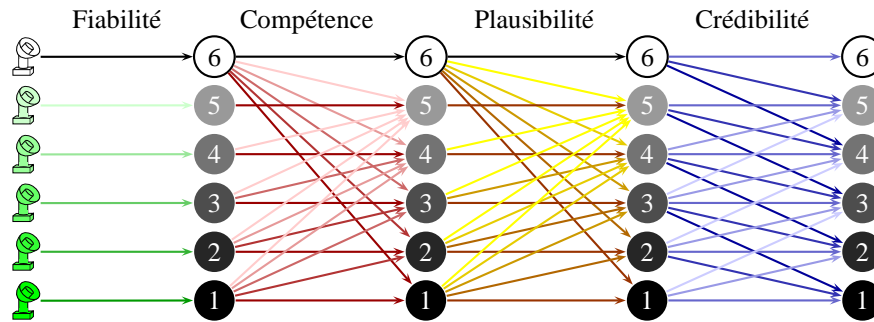 Fiabilité Compétence Plausibilité Crédibilité
6 6 6 6
5 5 5 5
4 4 4 4
3 3 3 3
2 2 2 2
1 1 1 1